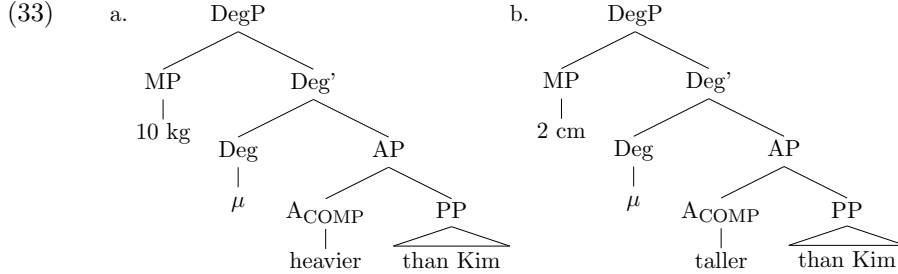 (33) a. DegP b. DegP
MP Deg' MP Deg'
10 kg Deg AP 2 cm Deg AP
μ A_COMP PP μ A_COMP PP
heavier than Kim taller than Kim